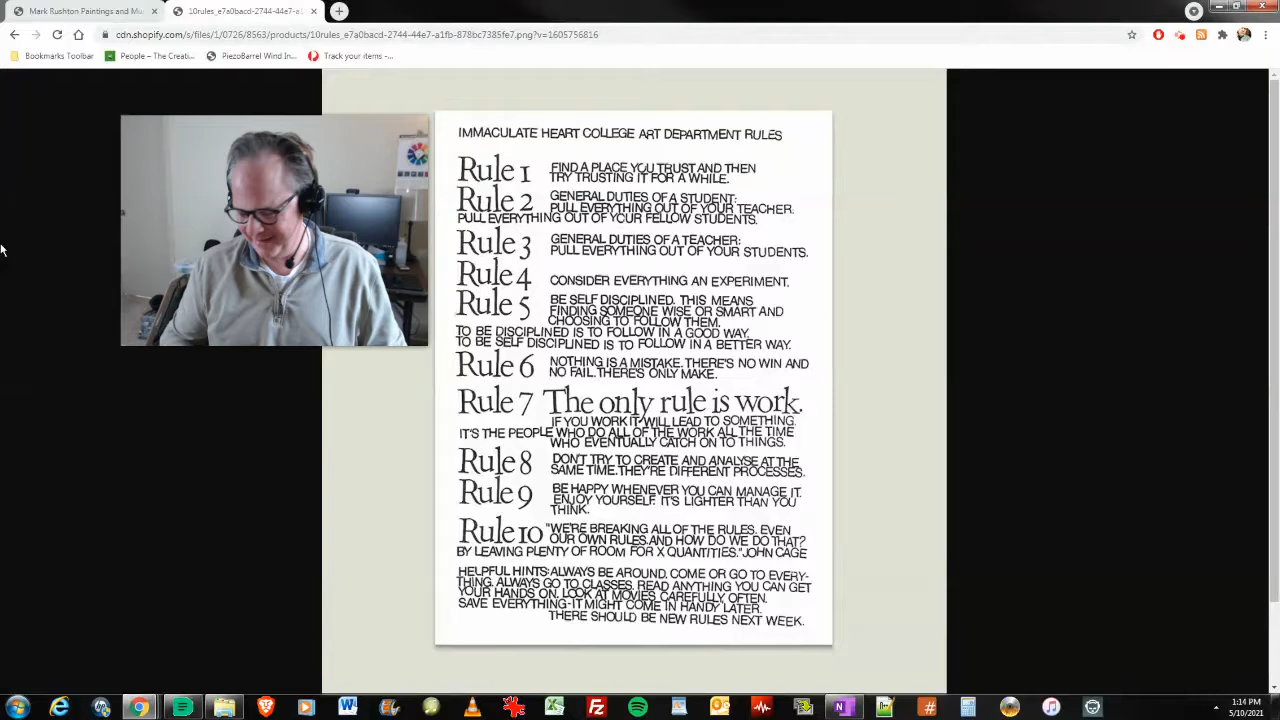 Mark Rushton Paintings and Mu
10rules_e7a0bacd-2744-44e7-a
cdn.shopify.com/s/files/1/0726/8563/products/10rules_e7a0bacd-2744-44e7-a1fb-878bc7385fe7.png?v=1605756816
Bookmarks Toolbar
People – The Creati...
PiezoBarrel Wind In...
Track your items -...
IMMACULATE HEART COLLEGE ART DEPARTMENT RULES
Rule 1 FIND A PLACE YOU TRUST AND THEN
TRY TRUSTING IT FOR A WHILE.
Rule 2 GENERAL DUTIES OF A STUDENT:
PULL EVERYTHING OUT OF YOUR TEACHER.
PULL EVERYTHING OUT OF YOUR FELLOW STUDENTS.
Rule 3 GENERAL DUTIES OF A TEACHER:
PULL EVERYTHING OUT OF YOUR STUDENTS.
Rule 4 CONSIDER EVERYTHING AN EXPERIMENT.
Rule 5 BE SELF DISCIPLINED. THIS MEANS
FINDING SOMEONE WISE OR SMART AND
CHOOSING TO FOLLOW THEM.
TO BE DISCIPLINED IS TO FOLLOW IN A GOOD WAY.
TO BE SELF DISCIPLINED IS TO FOLLOW IN A BETTER WAY.
Rule 6 NOTHING IS A MISTAKE. THERE'S NO WIN AND
NO FAIL. THERE'S ONLY MAKE.
Rule 7 The only rule is work.
IF YOU WORK IT WILL LEAD TO SOMETHING.
IT'S THE PEOPLE WHO DO ALL OF THE WORK ALL THE TIME
WHO EVENTUALLY CATCH ON TO THINGS.
Rule 8 DON'T TRY TO CREATE AND ANALYSE AT THE
SAME TIME. THEY'RE DIFFERENT PROCESSES.
Rule 9 BE HAPPY WHENEVER YOU CAN MANAGE IT.
ENJOY YOURSELF. IT'S LIGHTER THAN YOU
THINK.
Rule 10 "WE'RE BREAKING ALL OF THE RULES. EVEN
OUR OWN RULES. AND HOW DO WE DO THAT?
BY LEAVING PLENTY OF ROOM FOR X QUANTITIES." JOHN CAGE
HELPFUL HINTS: ALWAYS BE AROUND. COME OR GO TO EVERY-
THING. ALWAYS GO TO CLASSES. READ ANYTHING YOU CAN GET
YOUR HANDS ON. LOOK AT MOVIES CAREFULLY, OFTEN.
SAVE EVERYTHING-IT MIGHT COME IN HANDY LATER.
THERE SHOULD BE NEW RULES NEXT WEEK.
1:14 PM
5/10/2021